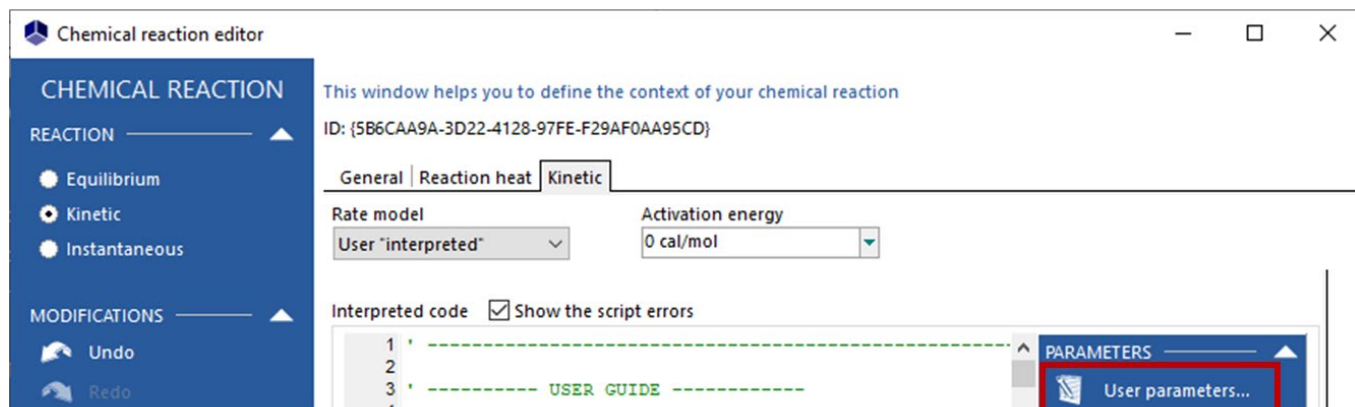 Chemical reaction editor
CHEMICAL REACTION
This window helps you to define the context of your chemical reaction
REACTION
ID: {5B6CAA9A-3D22-4128-97FE-F29AF0AA95CD}
Equilibrium
General Reaction heat Kinetic
Kinetic
Rate model Activation energy
Instantaneous
User "interpreted" 0 cal/mol
MODIFICATIONS
Interpreted code Show the script errors
Undo
1 ' --------------------------------------------------------
PARAMETERS
2
3 ' ---------- USER GUIDE ------------
User parameters...
Redo